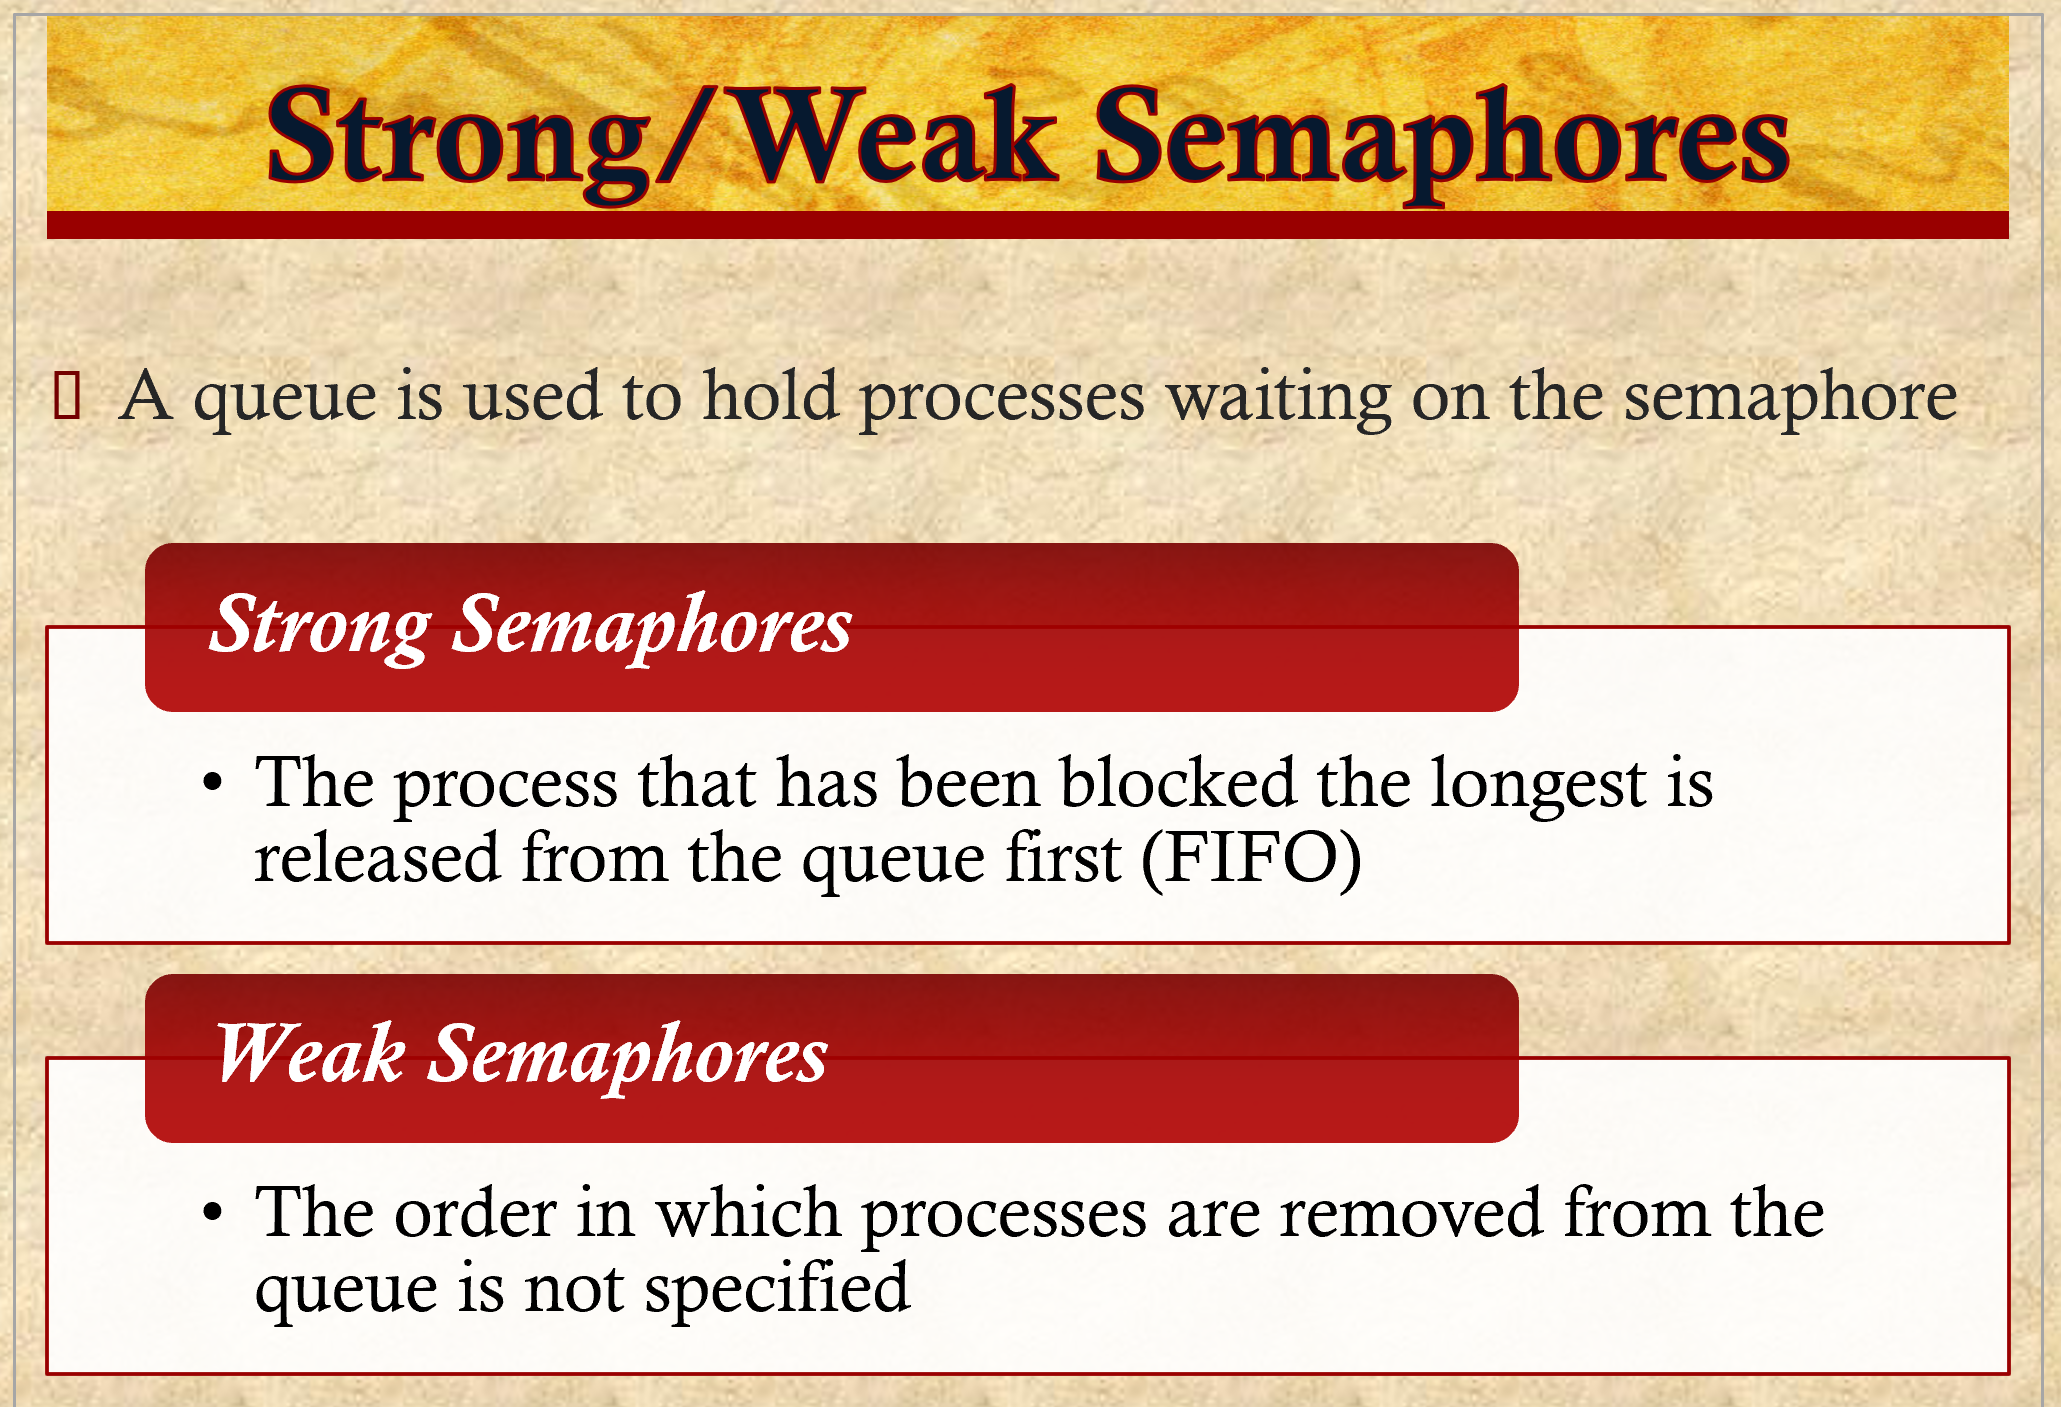 Strong/Weak Semaphores
A queue is used to hold processes waiting on the semaphore
Strong Semaphores
• The process that has been blocked the longest is
released from the queue first (FIFO)
Weak Semaphores
• The order in which processes are removed from the
queue is not specified